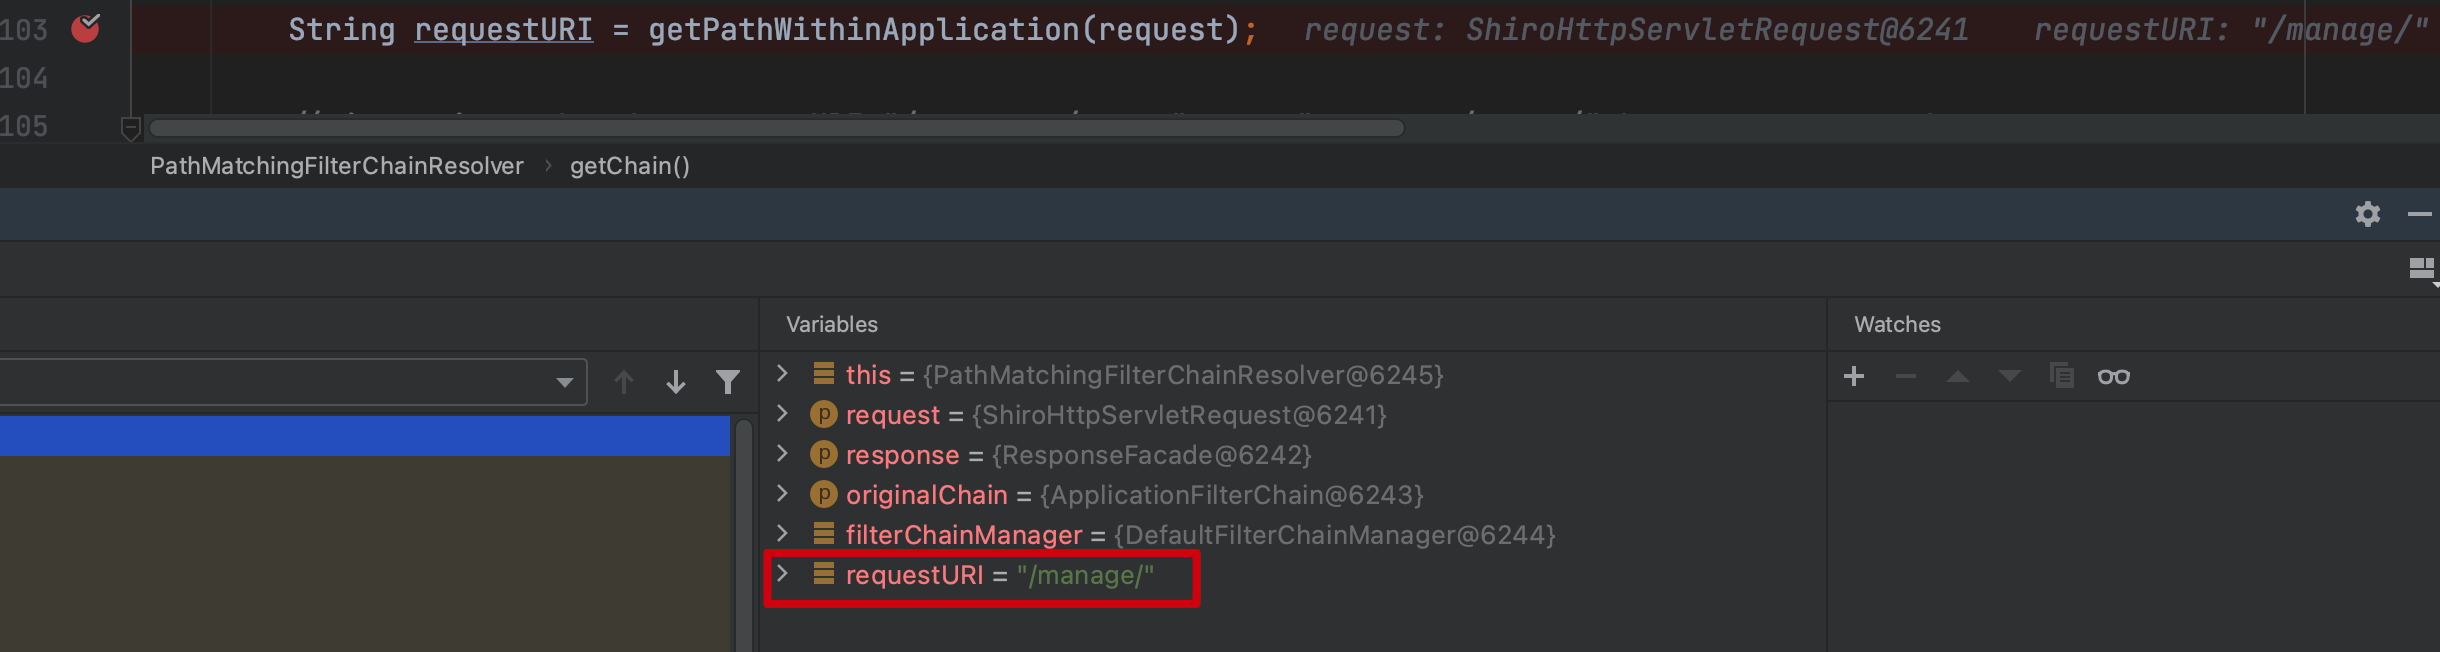 103 String requestURI = getPathWithinApplication(request); request: ShiroHttpServletRequest@6241 requestURI: "/manage/"
104
105
PathMatchingFilterChainResolver › getChain()
Variables
Watches
this = {PathMatchingFilterChainResolver@6245}
p request = {ShiroHttpServletRequest@6241}
p response = {ResponseFacade@6242}
p originalChain = {ApplicationFilterChain@6243}
filterChainManager = {DefaultFilterChainManager@6244}
requestURI = "/manage/"